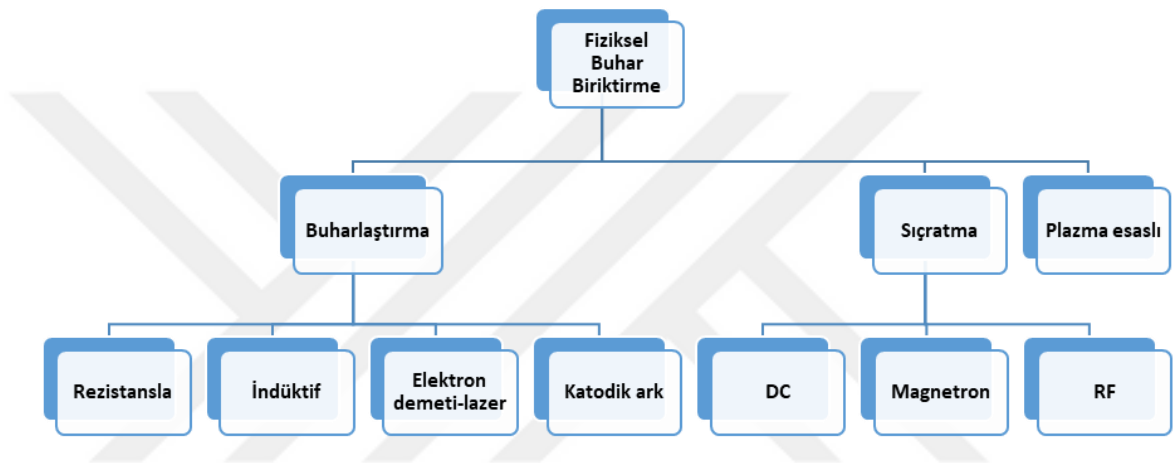 Fiziksel
Buhar
Biriktirme
Buharlaştırma
Sıçratma
Plazma esaslı
Rezistansla
İndüktif
Elektron
demeti-lazer
Katodik ark
DC
Magnetron
RF